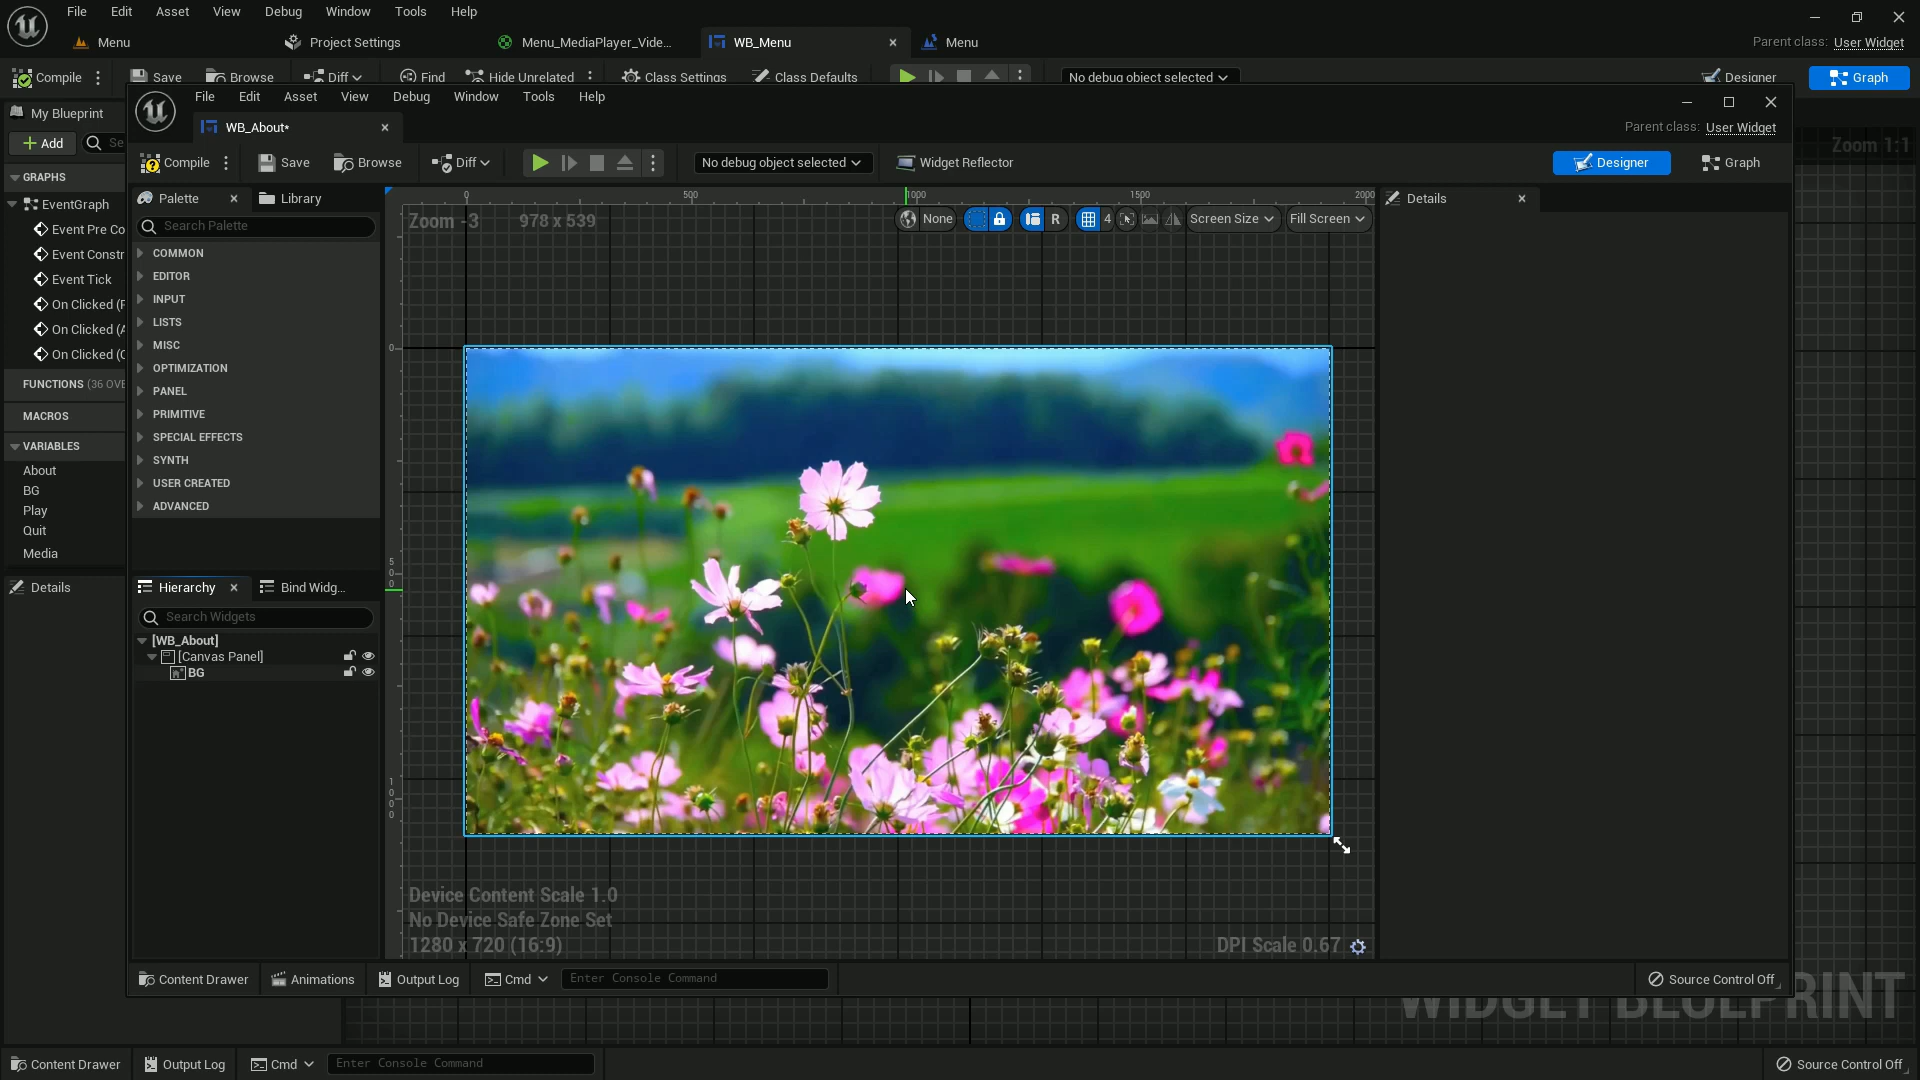 File Edit Asset View Debug Window Tools Help
Menu Project Settings Menu_MediaPlayer_Vide... WB_Menu Menu
Parent class: User Widget
Compile Save Browse Diff Find Hide Unrelated Class Settings Class Defaults No debug object selected Designer Graph
My Blueprint
Add
GRAPHS
EventGraph
Event Pre Co
Event Constr
Event Tick
On Clicked (P
On Clicked (A
On Clicked (Q
FUNCTIONS (36 OVE
MACROS
VARIABLES
About
BG
Play
Quit
Media
Details
Zoom 1:1
File Edit Asset View Debug Window Tools Help
WB_About*
Parent class: User Widget
Compile Save Browse Diff No debug object selected Widget Reflector Designer Graph
Palette Library
Search Palette
COMMON
EDITOR
INPUT
LISTS
MISC
OPTIMIZATION
PANEL
PRIMITIVE
SPECIAL EFFECTS
SYNTH
USER CREATED
ADVANCED
Hierarchy Bind Widg...
Search Widgets
[WB_About]
[Canvas Panel]
BG
0 500 1000 1500 2000
Zoom -3 978 x 539 None R 4 Screen Size Fill Screen
0
500
1000
Device Content Scale 1.0
No Device Safe Zone Set
1280 x 720 (16:9)
DPI Scale 0.67
Details
Content Drawer Animations Output Log Cmd Enter Console Command Source Control Off
WIDGET BLUEPRINT
Content Drawer Output Log Cmd Enter Console Command Source Control Off